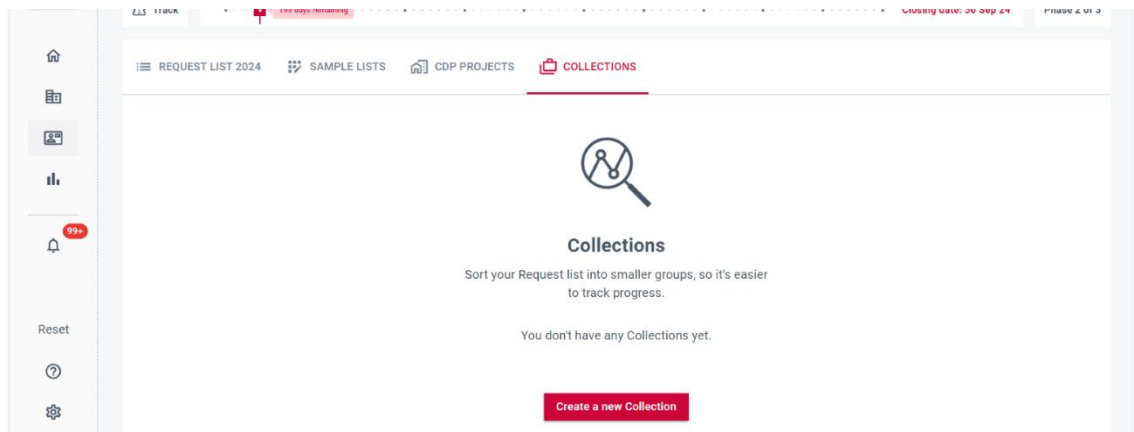 Track
199 days remaining
Closing date: 30 Sep 24
Phase 2 of 3
REQUEST LIST 2024
SAMPLE LISTS
CDP PROJECTS
COLLECTIONS
99+
Collections
Sort your Request list into smaller groups, so it's easier
to track progress.
You don't have any Collections yet.
Reset
Create a new Collection